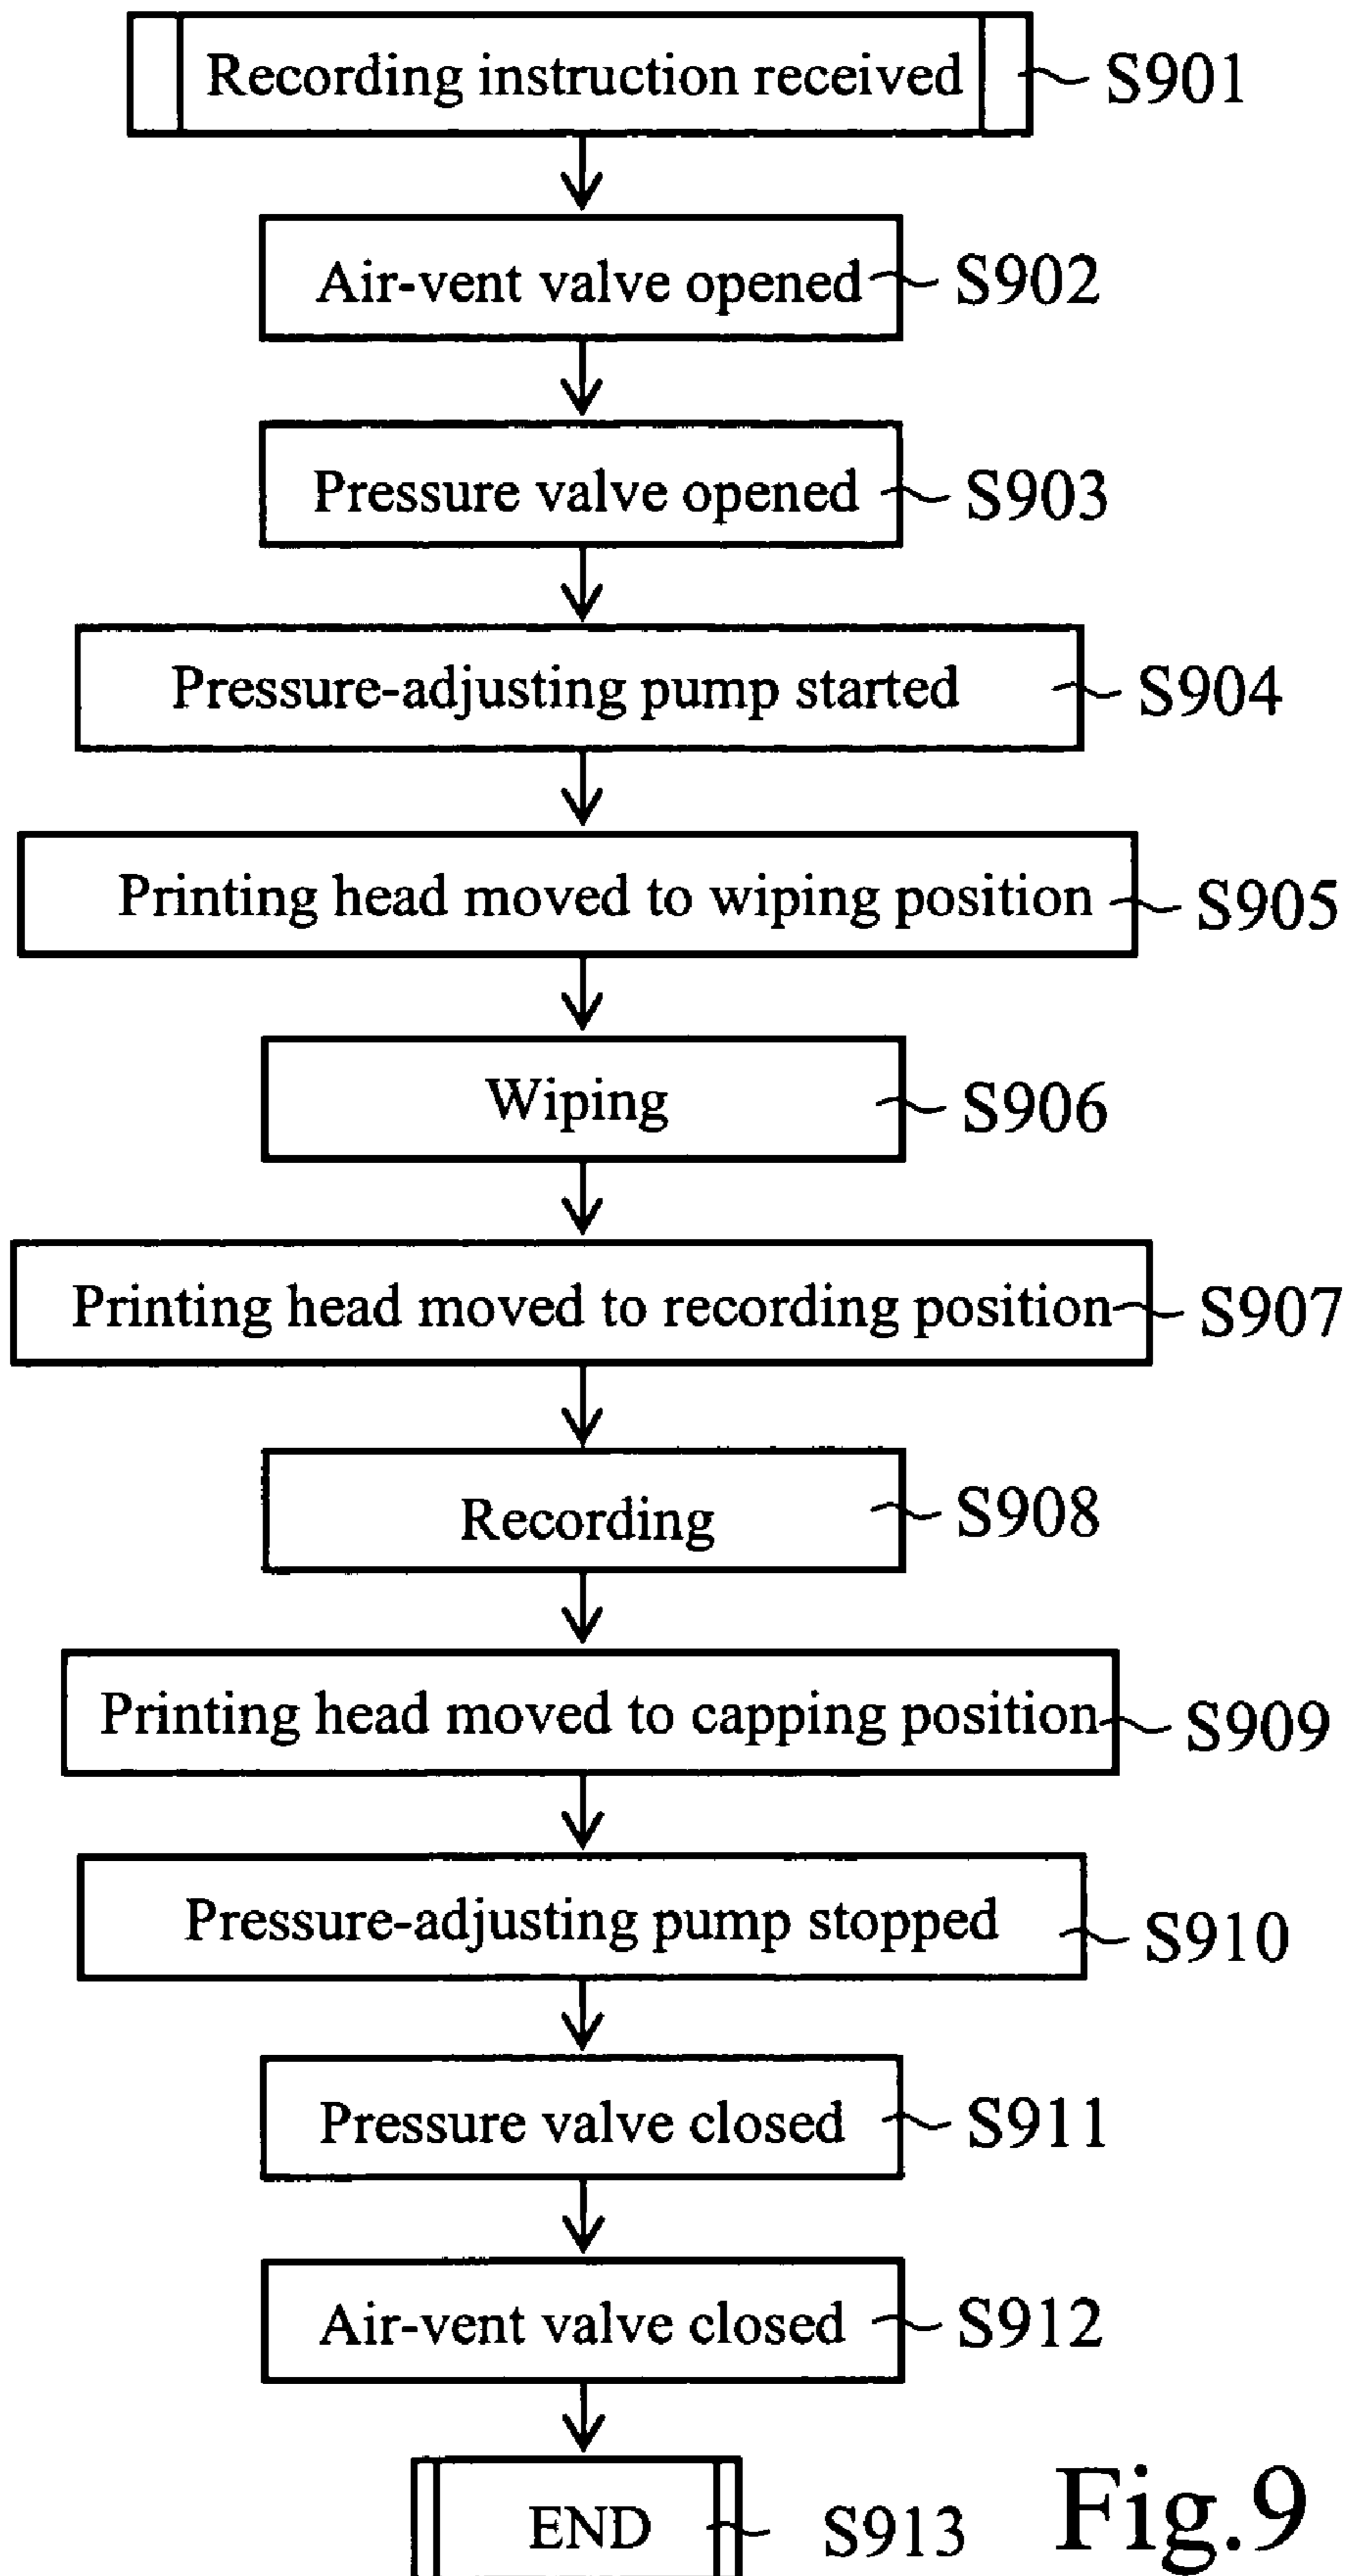 Recording instruction received S901
Air-vent valve opened S902
Pressure valve opened S903
Pressure-adjusting pump started S904
Printing head moved to wiping position S905
Wiping S906
Printing head moved to recording position S907
Recording S908
Printing head moved to capping position S909
Pressure-adjusting pump stopped S910
Pressure valve closed S911
Air-vent valve closed S912
END S913
Fig.9